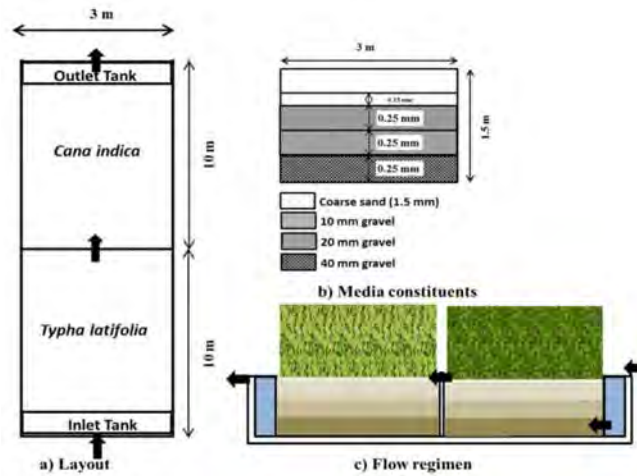 3 m
Outlet Tank
Cana indica
10 m
Typha latifolia
10 m
Inlet Tank
a) Layout
3 m
0.25 mm
0.25 mm
0.25 mm
1.5 m
Coarse sand (1.5 mm)
10 mm gravel
20 mm gravel
40 mm gravel
b) Media constituents
c) Flow regimen